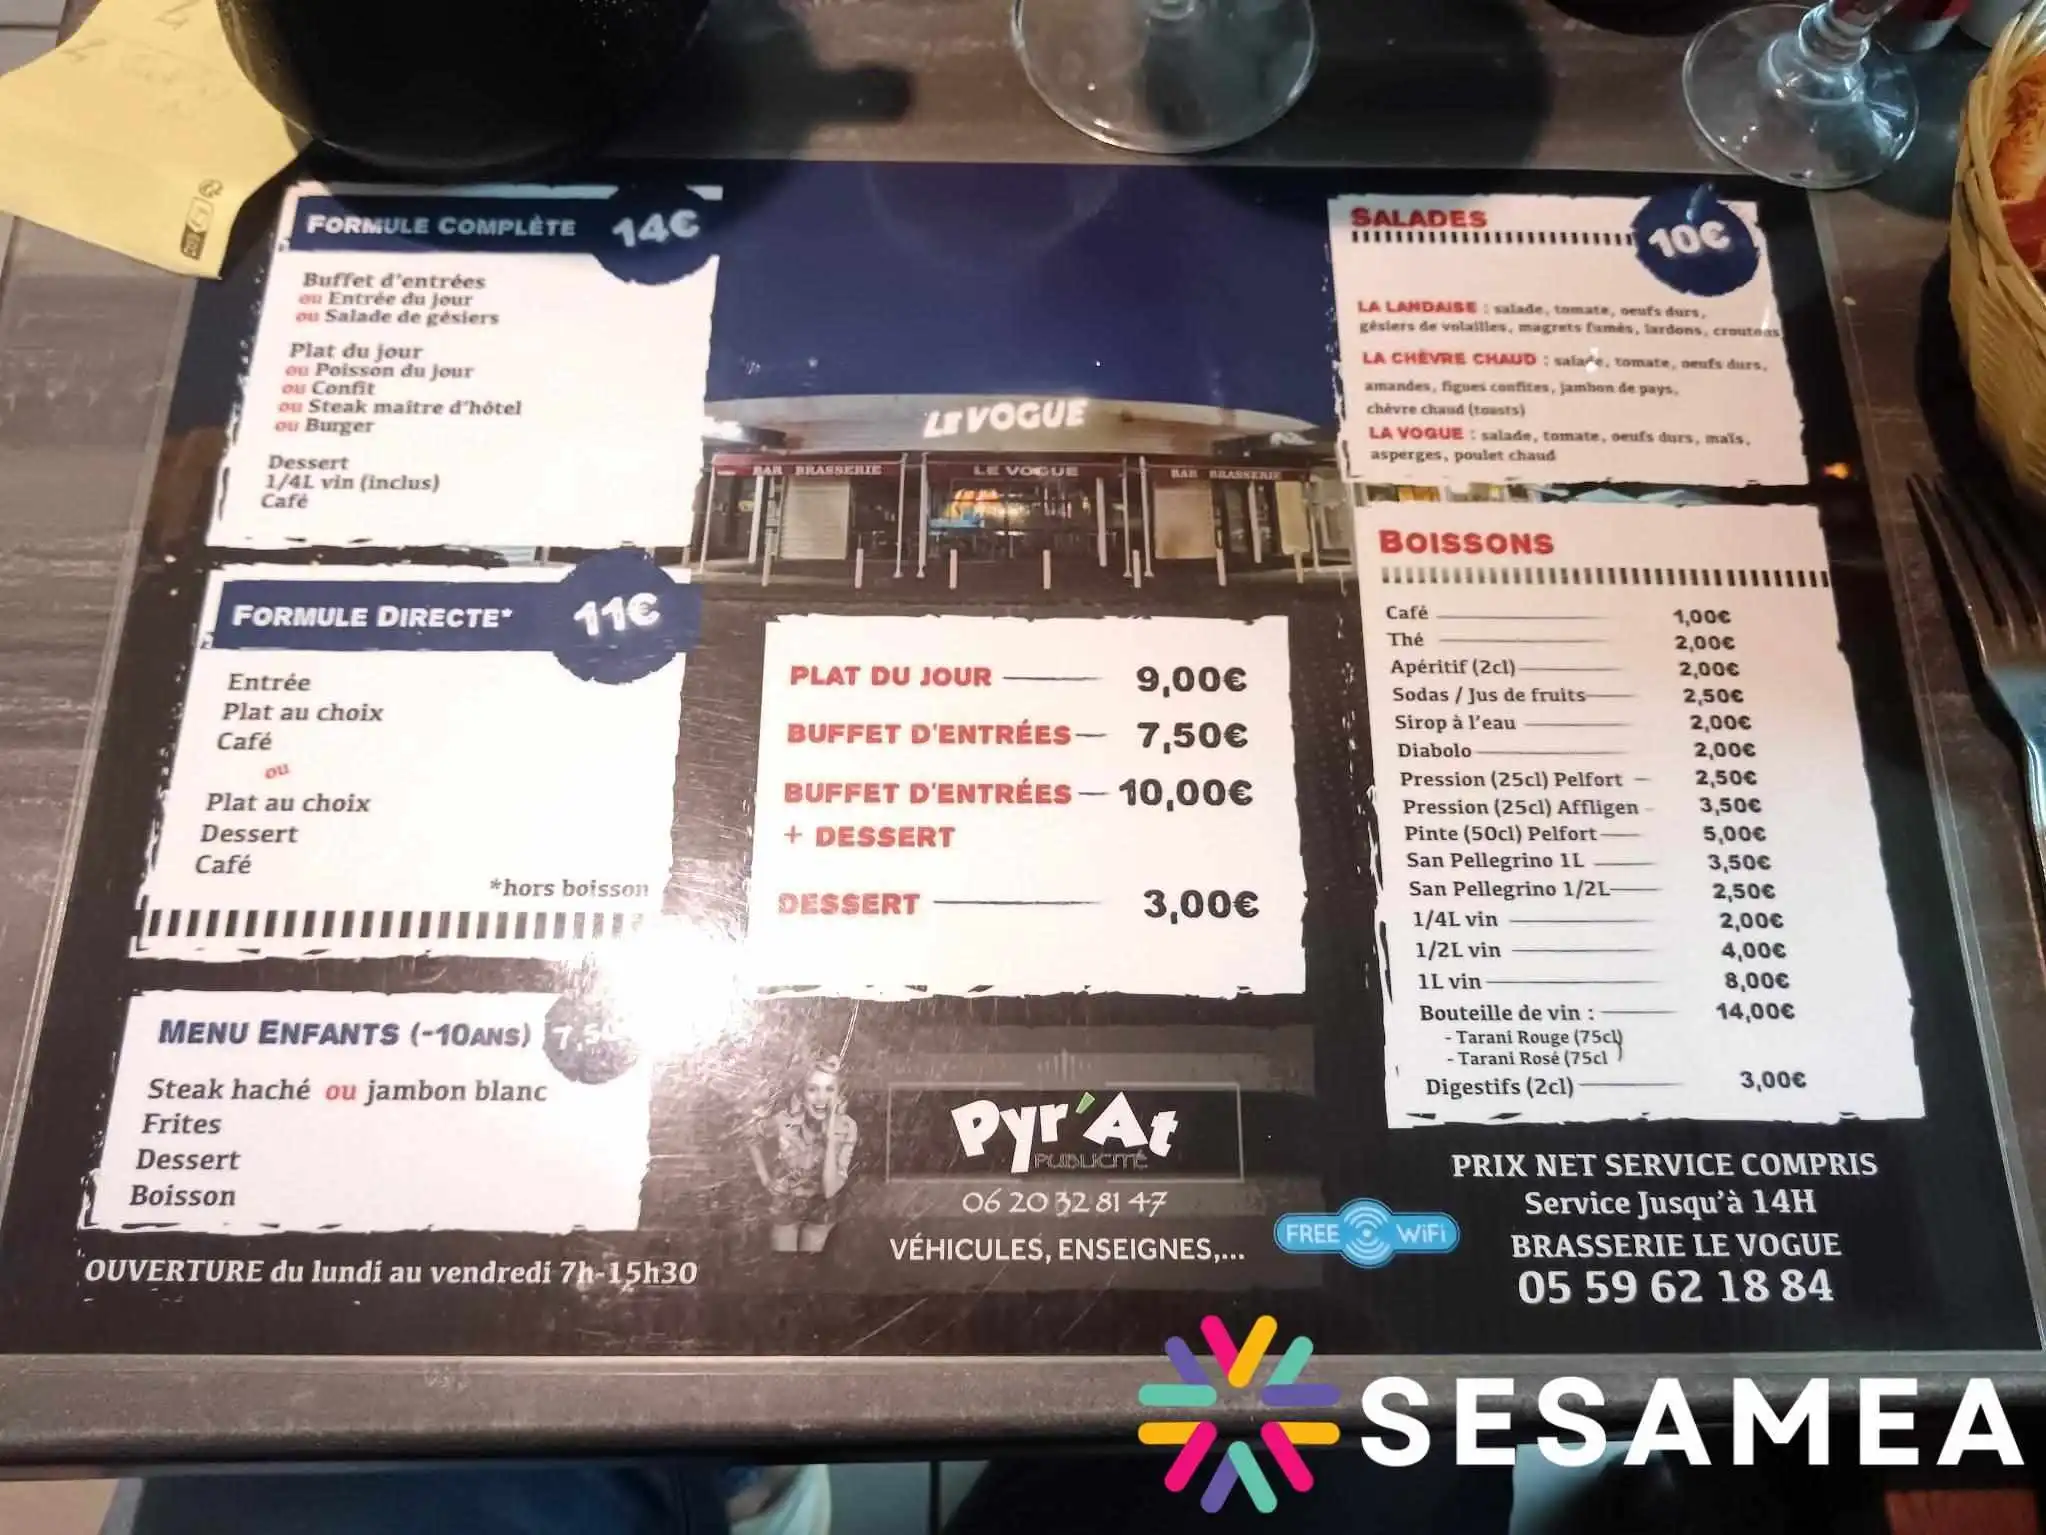 FORMULE COMPLÈTE 14€
Buffet d'entrées
ou Entrée du jour
ou Salade de gésiers
Plat du jour
ou Poisson du jour
ou Confit
ou Steak maître d'hôtel
ou Burger
Dessert
1/4L vin (inclus)
Café
FORMULE DIRECTE* 11€
Entrée
Plat au choix
Café
ou
Plat au choix
Dessert
Café
*hors boisson
MENU ENFANTS (-10ANS)
Steak haché ou jambon blanc
Frites
Dessert
Boisson
OUVERTURE du lundi au vendredi 7h-15h30
LE VOGUE
BAR BRASSERIE
LE VOGUE
BAR BRASSERIE
PLAT DU JOUR 9,00€
BUFFET D'ENTRÉES 7,50€
BUFFET D'ENTRÉES 10,00€
+ DESSERT
DESSERT 3,00€
Pyr'At
PUBLICITÉ
06 20 32 81 47
VÉHICULES, ENSEIGNES,...
SALADES 10€
LA LANDAISE : salade, tomate, oeufs durs,
gésiers de volailles, magrets fumés, lardons, croutons
LA CHÈVRE CHAUD : salade, tomate, oeufs durs,
amandes, figues confites, jambon de pays,
chèvre chaud (toasts)
LA VOGUE : salade, tomate, oeufs durs, maïs,
asperges, poulet chaud
BOISSONS
Café 1,00€
Thé 2,00€
Apéritif (2cl) 2,00€
Sodas / Jus de fruits 2,50€
Sirop à l'eau 2,00€
Diabolo 2,00€
Pression (25cl) Pelfort 2,50€
Pression (25cl) Affligen 3,50€
Pinte (50cl) Pelfort 5,00€
San Pellegrino 1L 3,50€
San Pellegrino 1/2L 2,50€
1/4L vin 2,00€
1/2L vin 4,00€
1L vin 8,00€
Bouteille de vin : 14,00€
- Tarani Rouge (75cl)
- Tarani Rosé (75cl)
Digestifs (2cl) 3,00€
FREE WiFi
PRIX NET SERVICE COMPRIS
Service Jusqu'à 14H
BRASSERIE LE VOGUE
05 59 62 18 84
SESAMEA